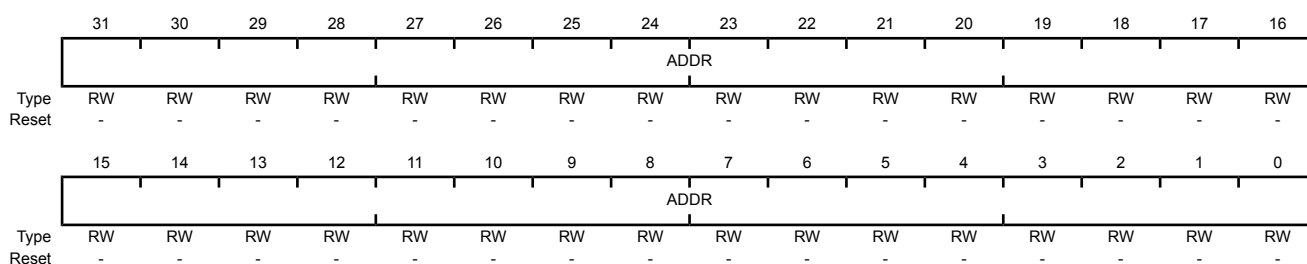 31 30 29 28 27 26 25 24 23 22 21 20 19 18 17 16
ADDR
Type RW RW RW RW RW RW RW RW RW RW RW RW RW RW RW RW
Reset - - - - - - - - - - - - - - - -
15 14 13 12 11 10 9 8 7 6 5 4 3 2 1 0
ADDR
Type RW RW RW RW RW RW RW RW RW RW RW RW RW RW RW RW
Reset - - - - - - - - - - - - - - - -